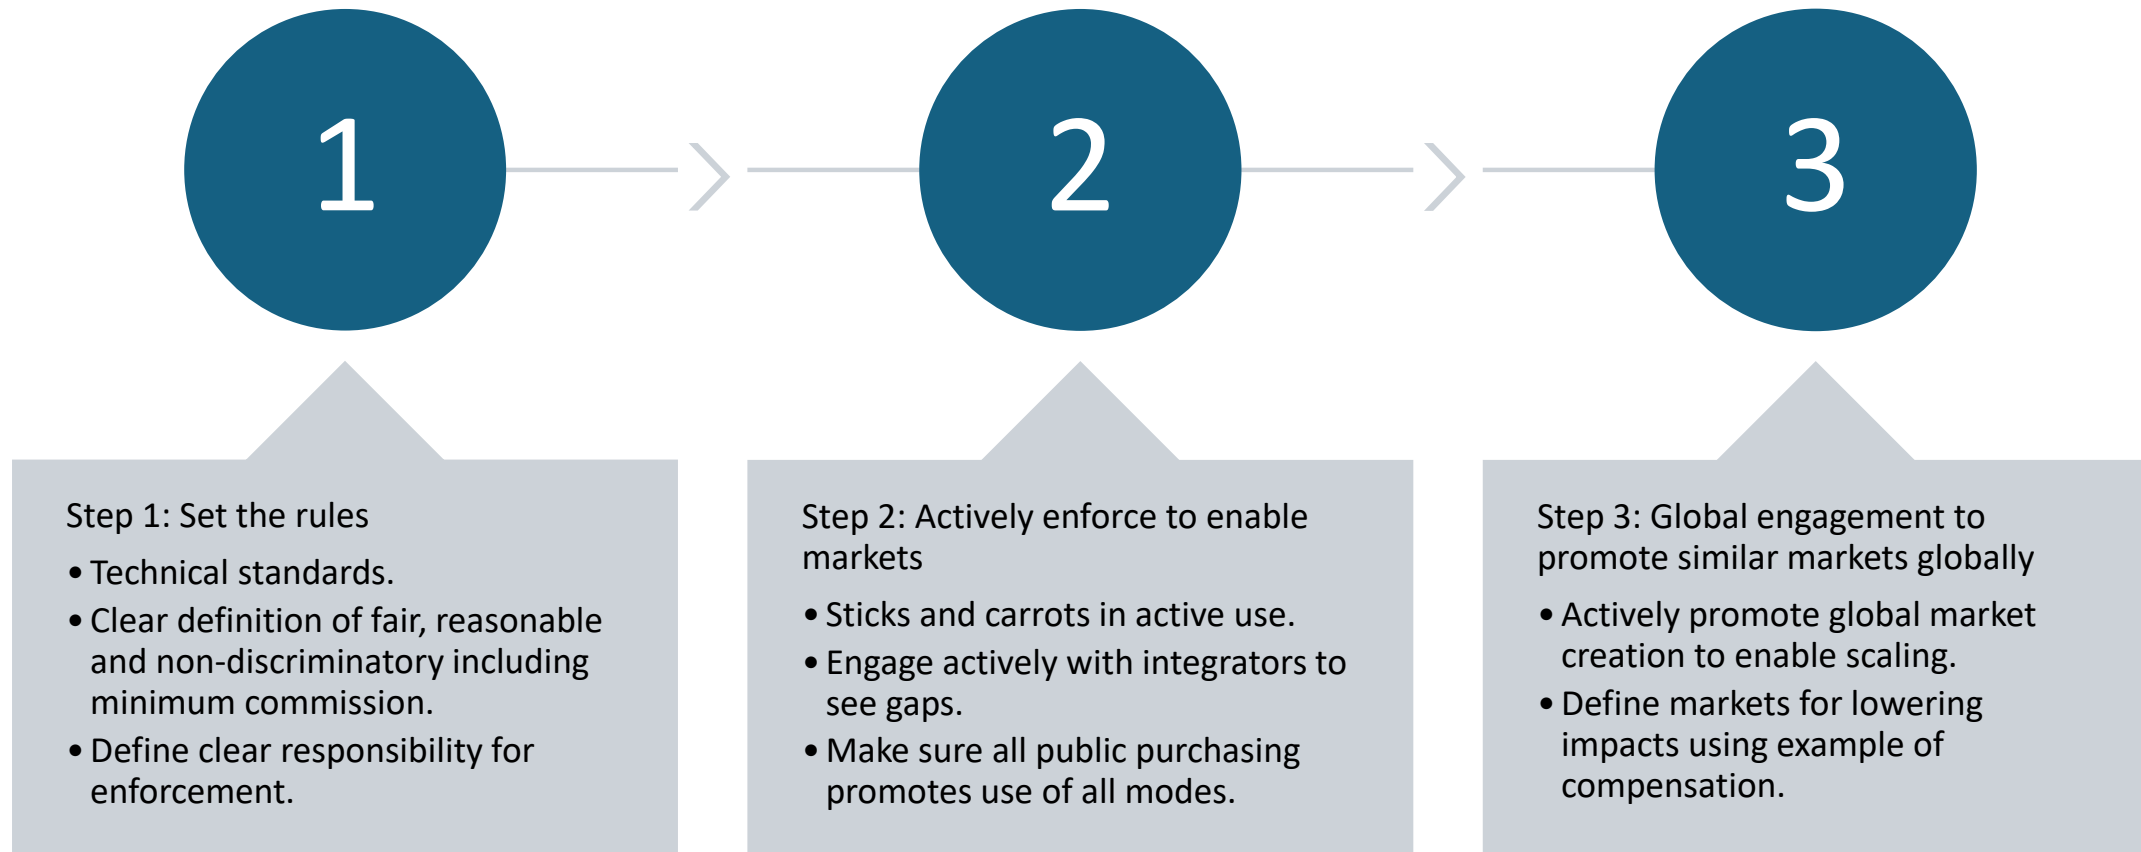 1
2
3
Step 1: Set the rules
• Technical standards.
• Clear definition of fair, reasonable
and non-discriminatory including
minimum commission.
• Define clear responsibility for
enforcement.
Step 2: Actively enforce to enable
markets
• Sticks and carrots in active use.
• Engage actively with integrators to
see gaps.
• Make sure all public purchasing
promotes use of all modes.
Step 3: Global engagement to
promote similar markets globally
• Actively promote global market
creation to enable scaling.
• Define markets for lowering
impacts using example of
compensation.